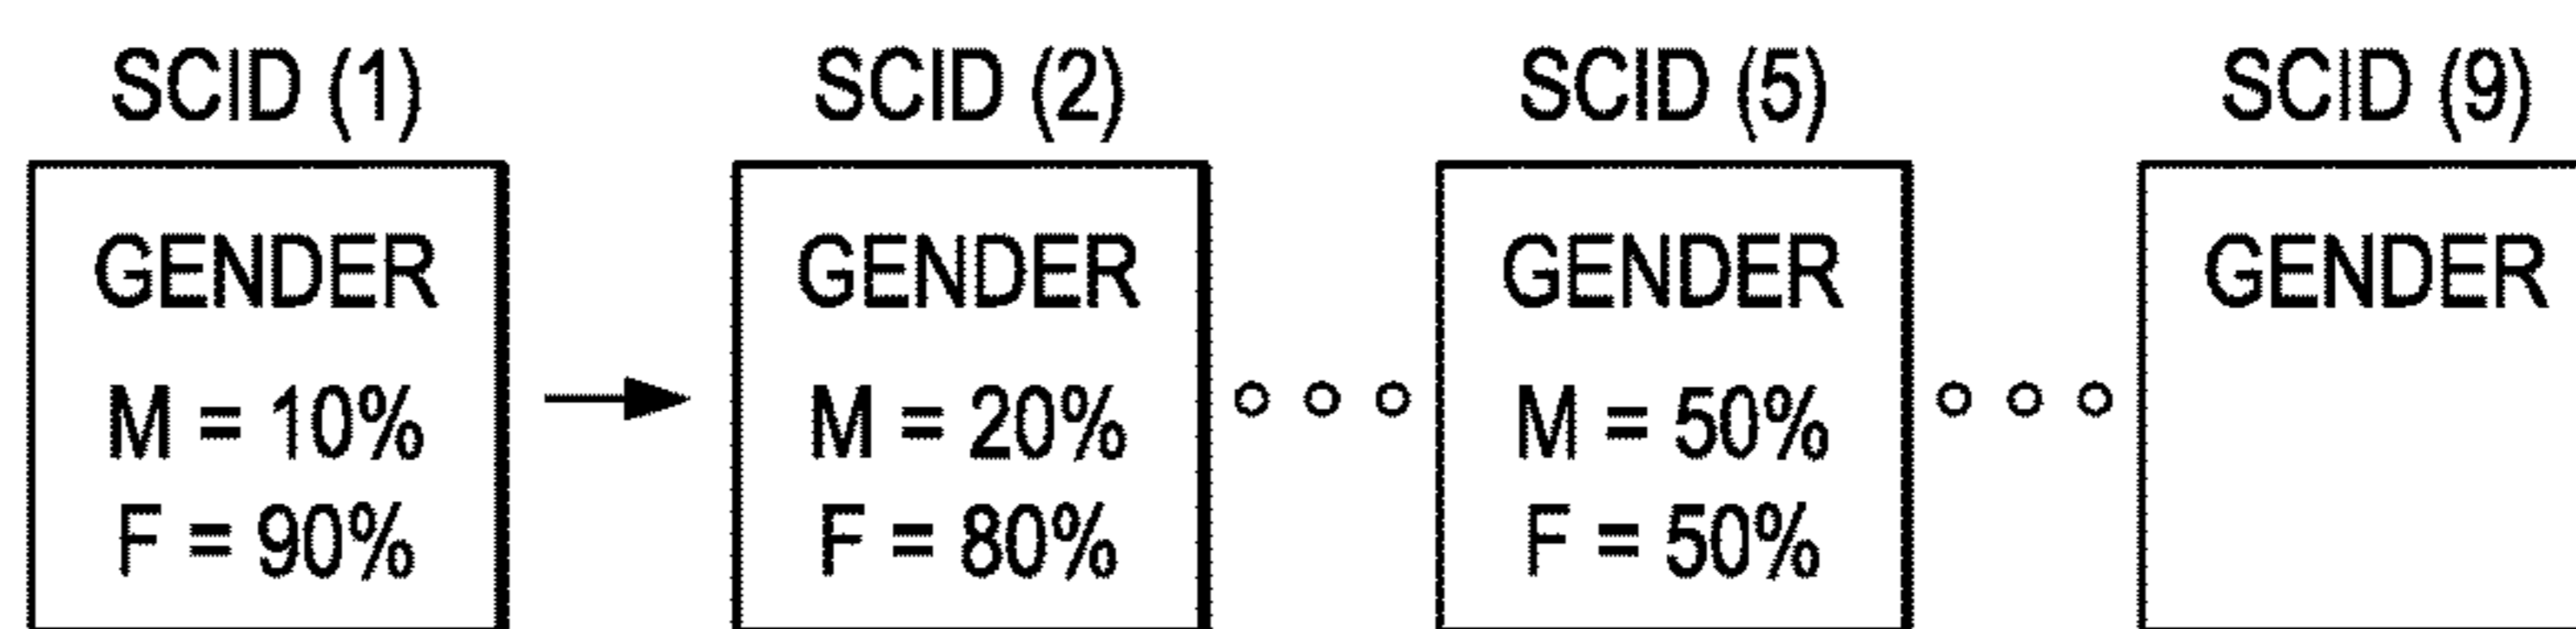 SCID (1) SCID (2) SCID (5) SCID (9)
GENDER GENDER GENDER GENDER
M = 10% M = 20% M = 50%
F = 90% F = 80% F = 50%